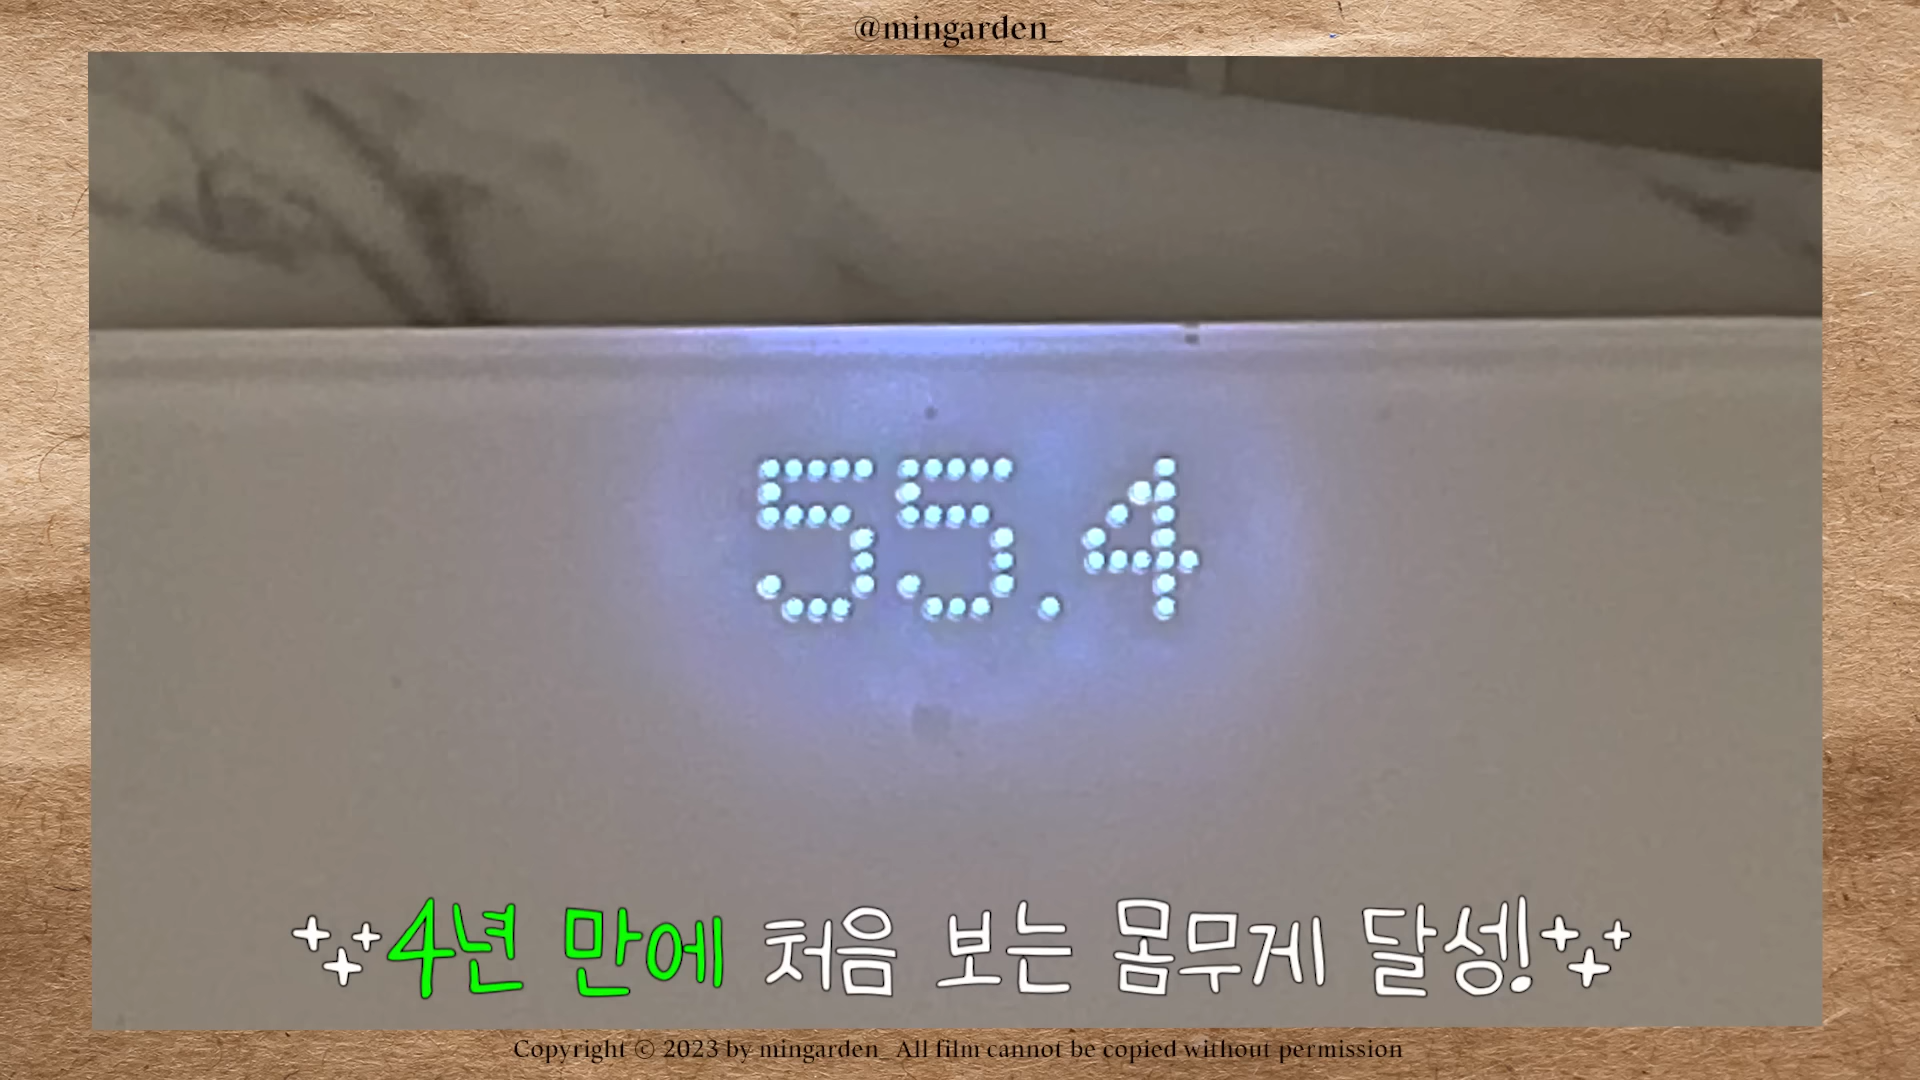 @mingarden_
55.4
4년 만에 처음 보는 몸무게 달셍!
Copyright © 2023 by mingarden_ All film cannot be copied without permission